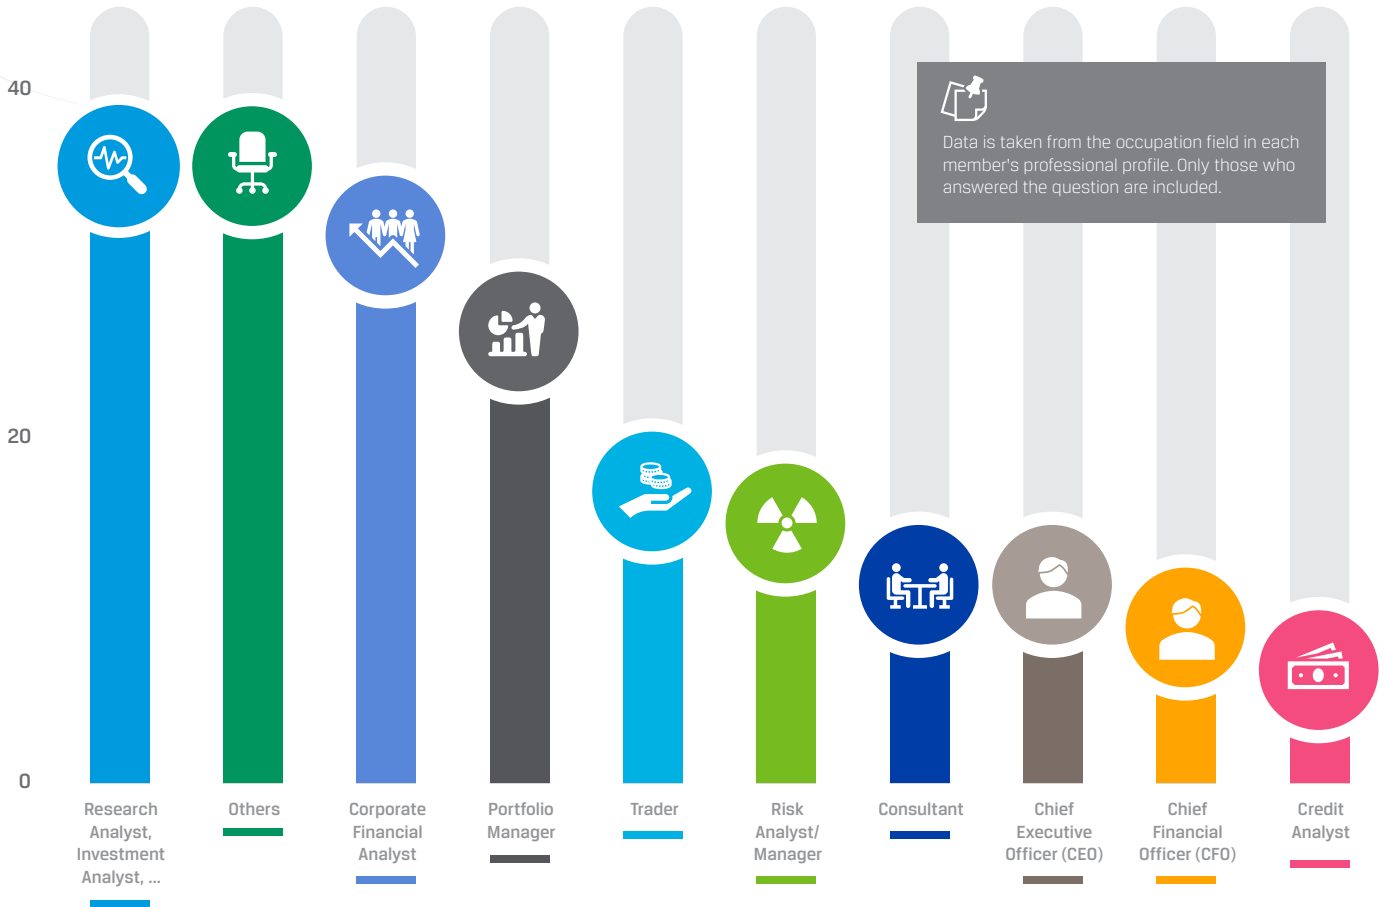 40
20
0
Data is taken from the occupation field in each
member's professional profile. Only those who
answered the question are included.
Research
Analyst,
Investment
Analyst, ...
Others
Corporate
Financial
Analyst
Portfolio
Manager
Trader
Risk
Analyst/
Manager
Consultant
Chief
Executive
Officer (CEO)
Chief
Financial
Officer (CFO)
Credit
Analyst